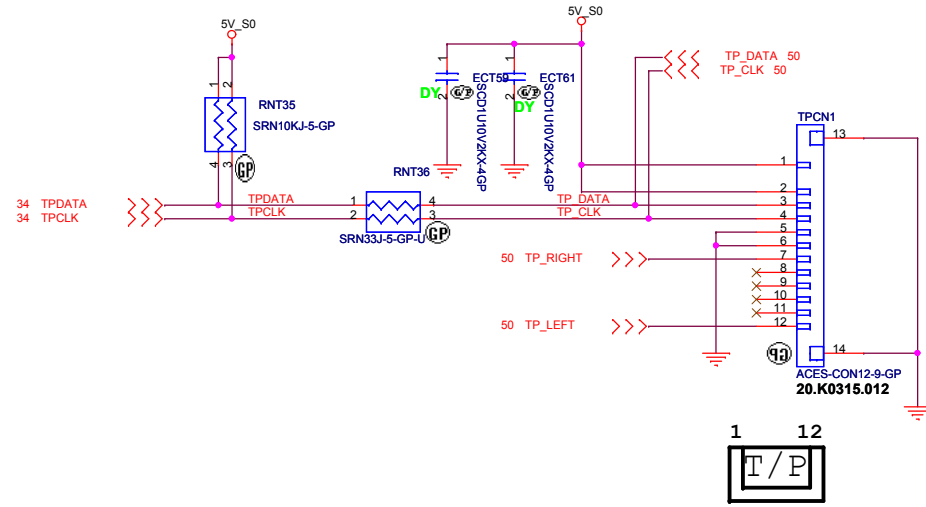 5V_S0
5V_S0
TP_DATA 50
TP_CLK 50
1 2
RNT35
SRN10KJ-5-GP
4 3
GP
1
2
ECT59
DY
G/P
SCD1U10V2KX-4GP
1
2
ECT61
DY
G/P
SCD1U10V2KX-4GP
TPCN1
13
1
2
3
4
5
6
7
8
9
10
11
12
14
34 TPDATA
34 TPCLK
TPDATA
TPCLK
RNT36
1 4
2 3
SRN33J-5-GP-U
GP
TP_DATA
TP_CLK
50 TP_RIGHT
50 TP_LEFT
GP
ACES-CON12-9-GP
20.K0315.012
1 12
T/P